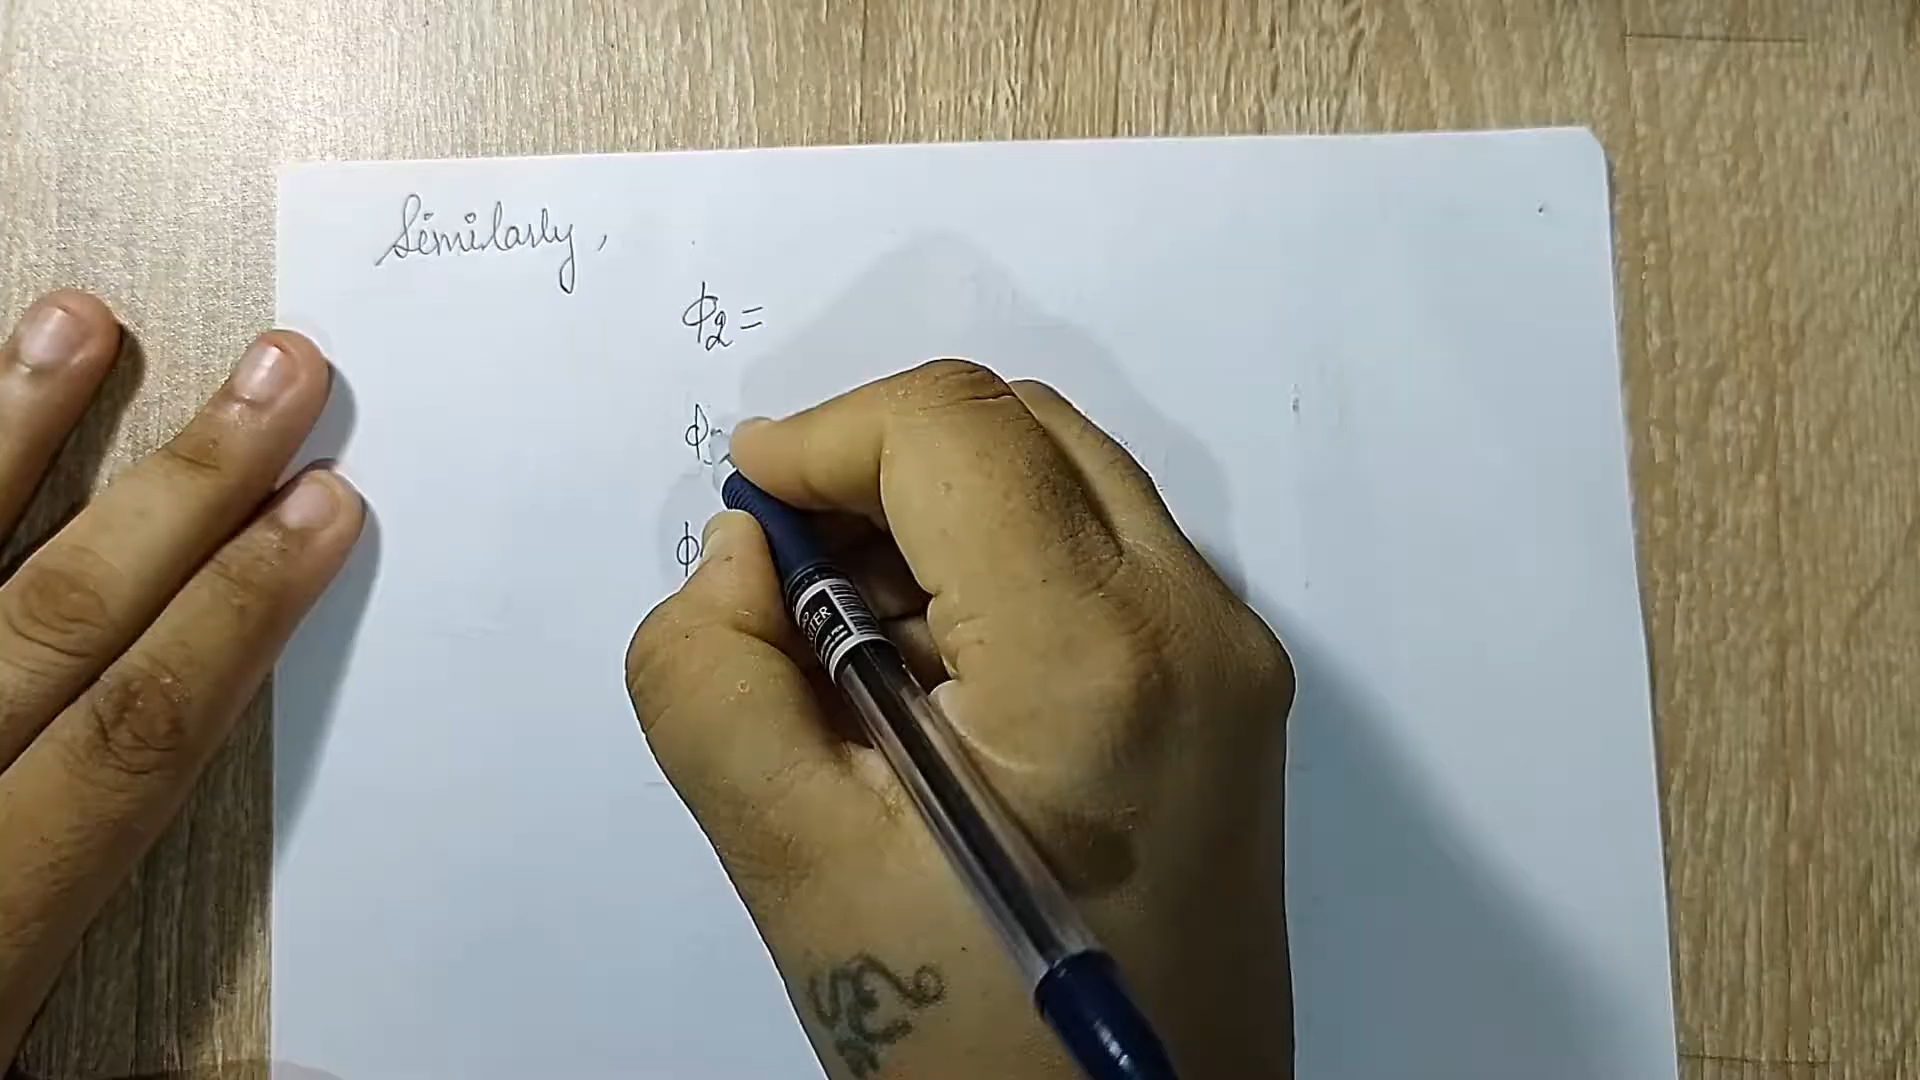 Similarly,
ϕ2 =
ϕ
ϕ